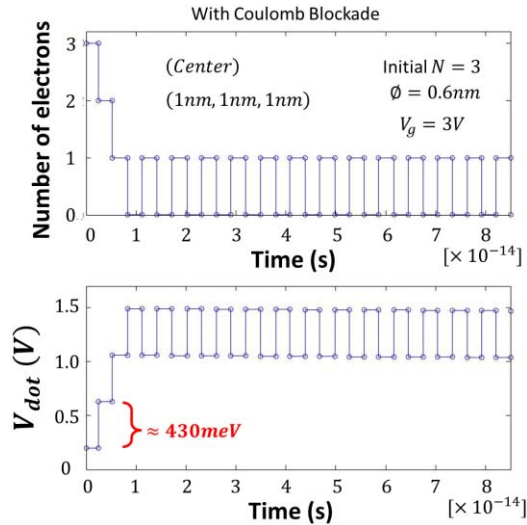 With Coulomb Blockade
Number of electrons
3
2
1
0
(Center)
(1nm, 1nm, 1nm)
Initial N = 3
∅ = 0.6nm
V_g = 3V
0 1 2 3 4 5 6 7 8
Time (s)
[× 10^{-14}]
V_{dot} (V)
1.5
1.0
0.5
0
≈ 430meV
0 1 2 3 4 5 6 7 8
Time (s)
[× 10^{-14}]